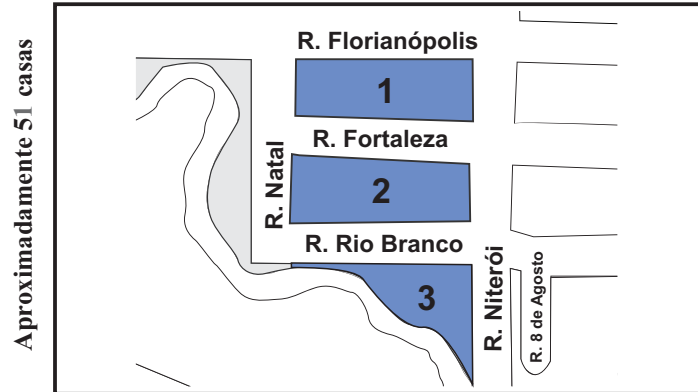 Aproximadamente 51 casas
R. Florianópolis
1
R. Fortaleza
R. Natal
2
R. Rio Branco
3
R. Niterói
R. 8 de Agosto